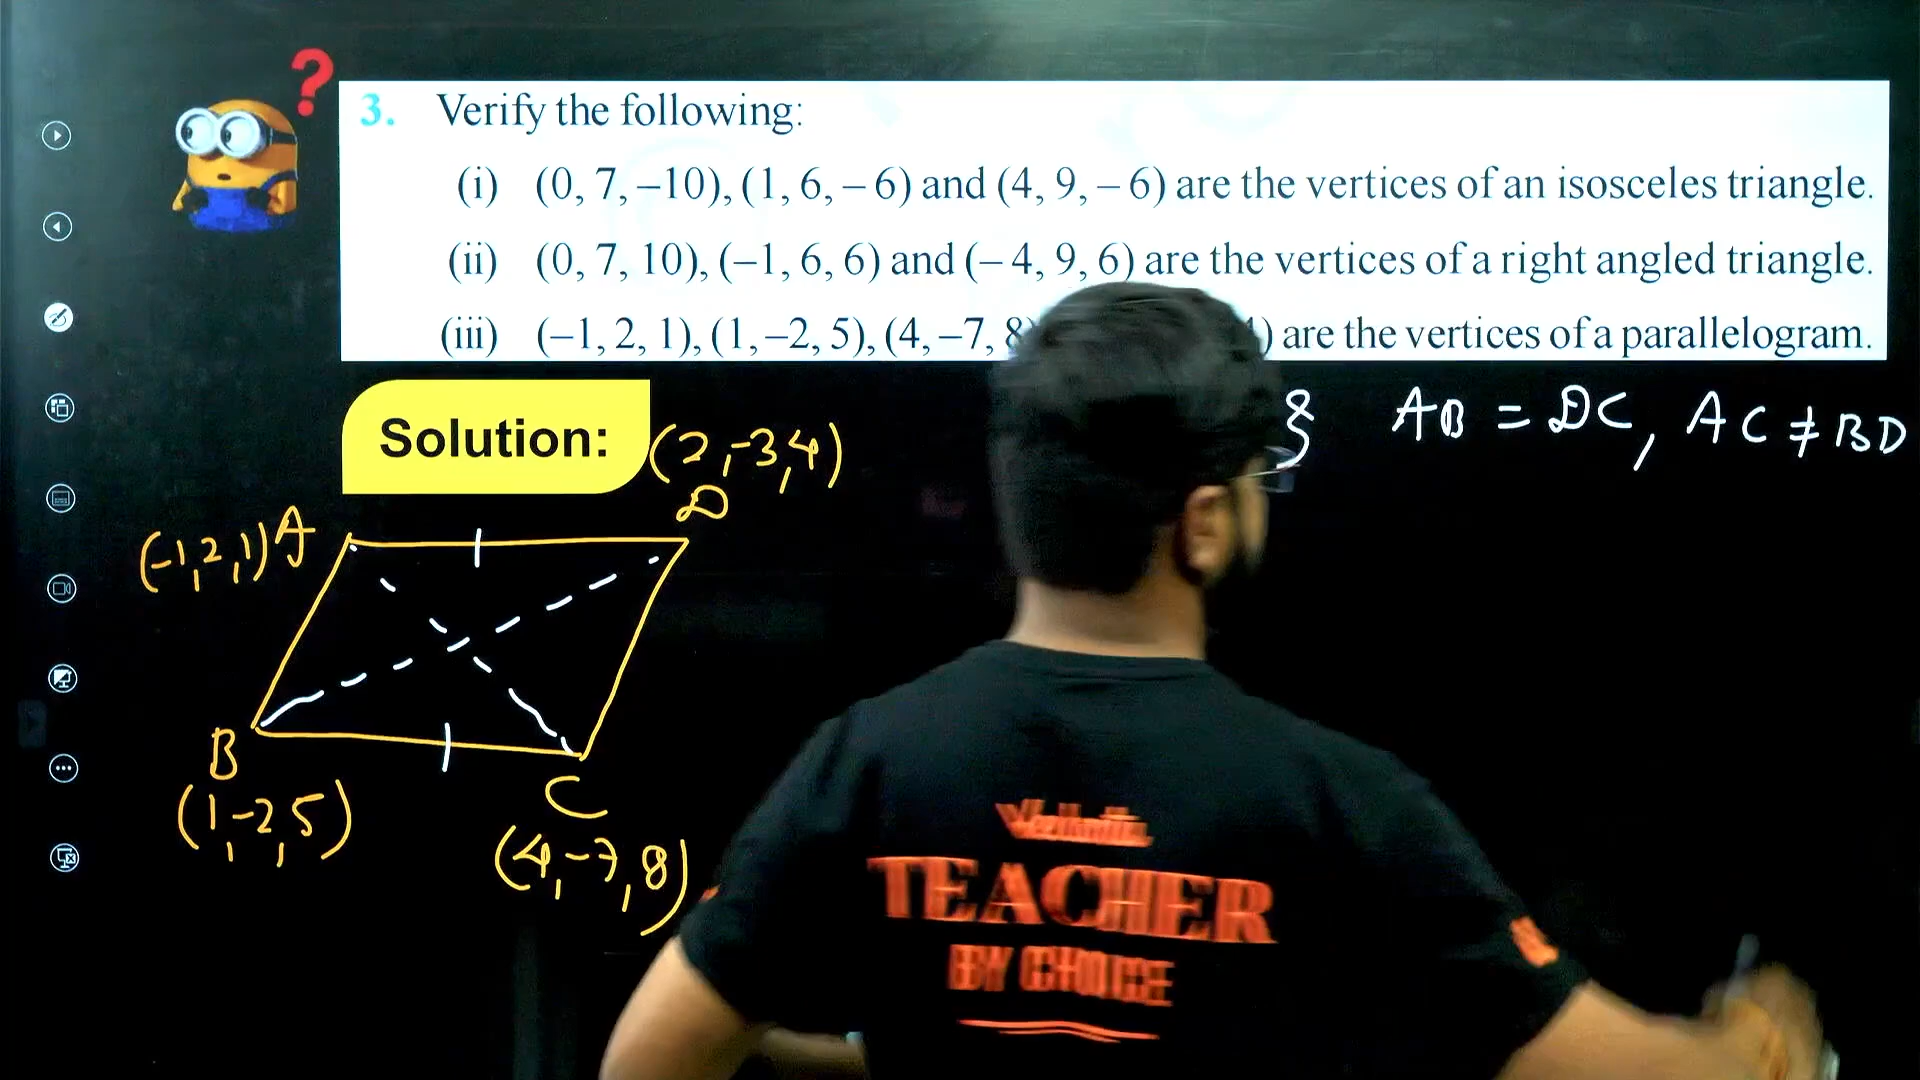 ?
3. Verify the following:
(i) (0, 7, –10), (1, 6, – 6) and (4, 9, – 6) are the vertices of an isosceles triangle.
(ii) (0, 7, 10), (–1, 6, 6) and (– 4, 9, 6) are the vertices of a right angled triangle.
(iii) (–1, 2, 1), (1, –2, 5), (4, –7, 8) are the vertices of a parallelogram.
Solution:
} AB = DC, AC ≠ BD
(2,-3,4)
D
(-1,2,1) A
B
(1,-2,5)
C
(4,-7,8)
TEACHER
BY CHOICE